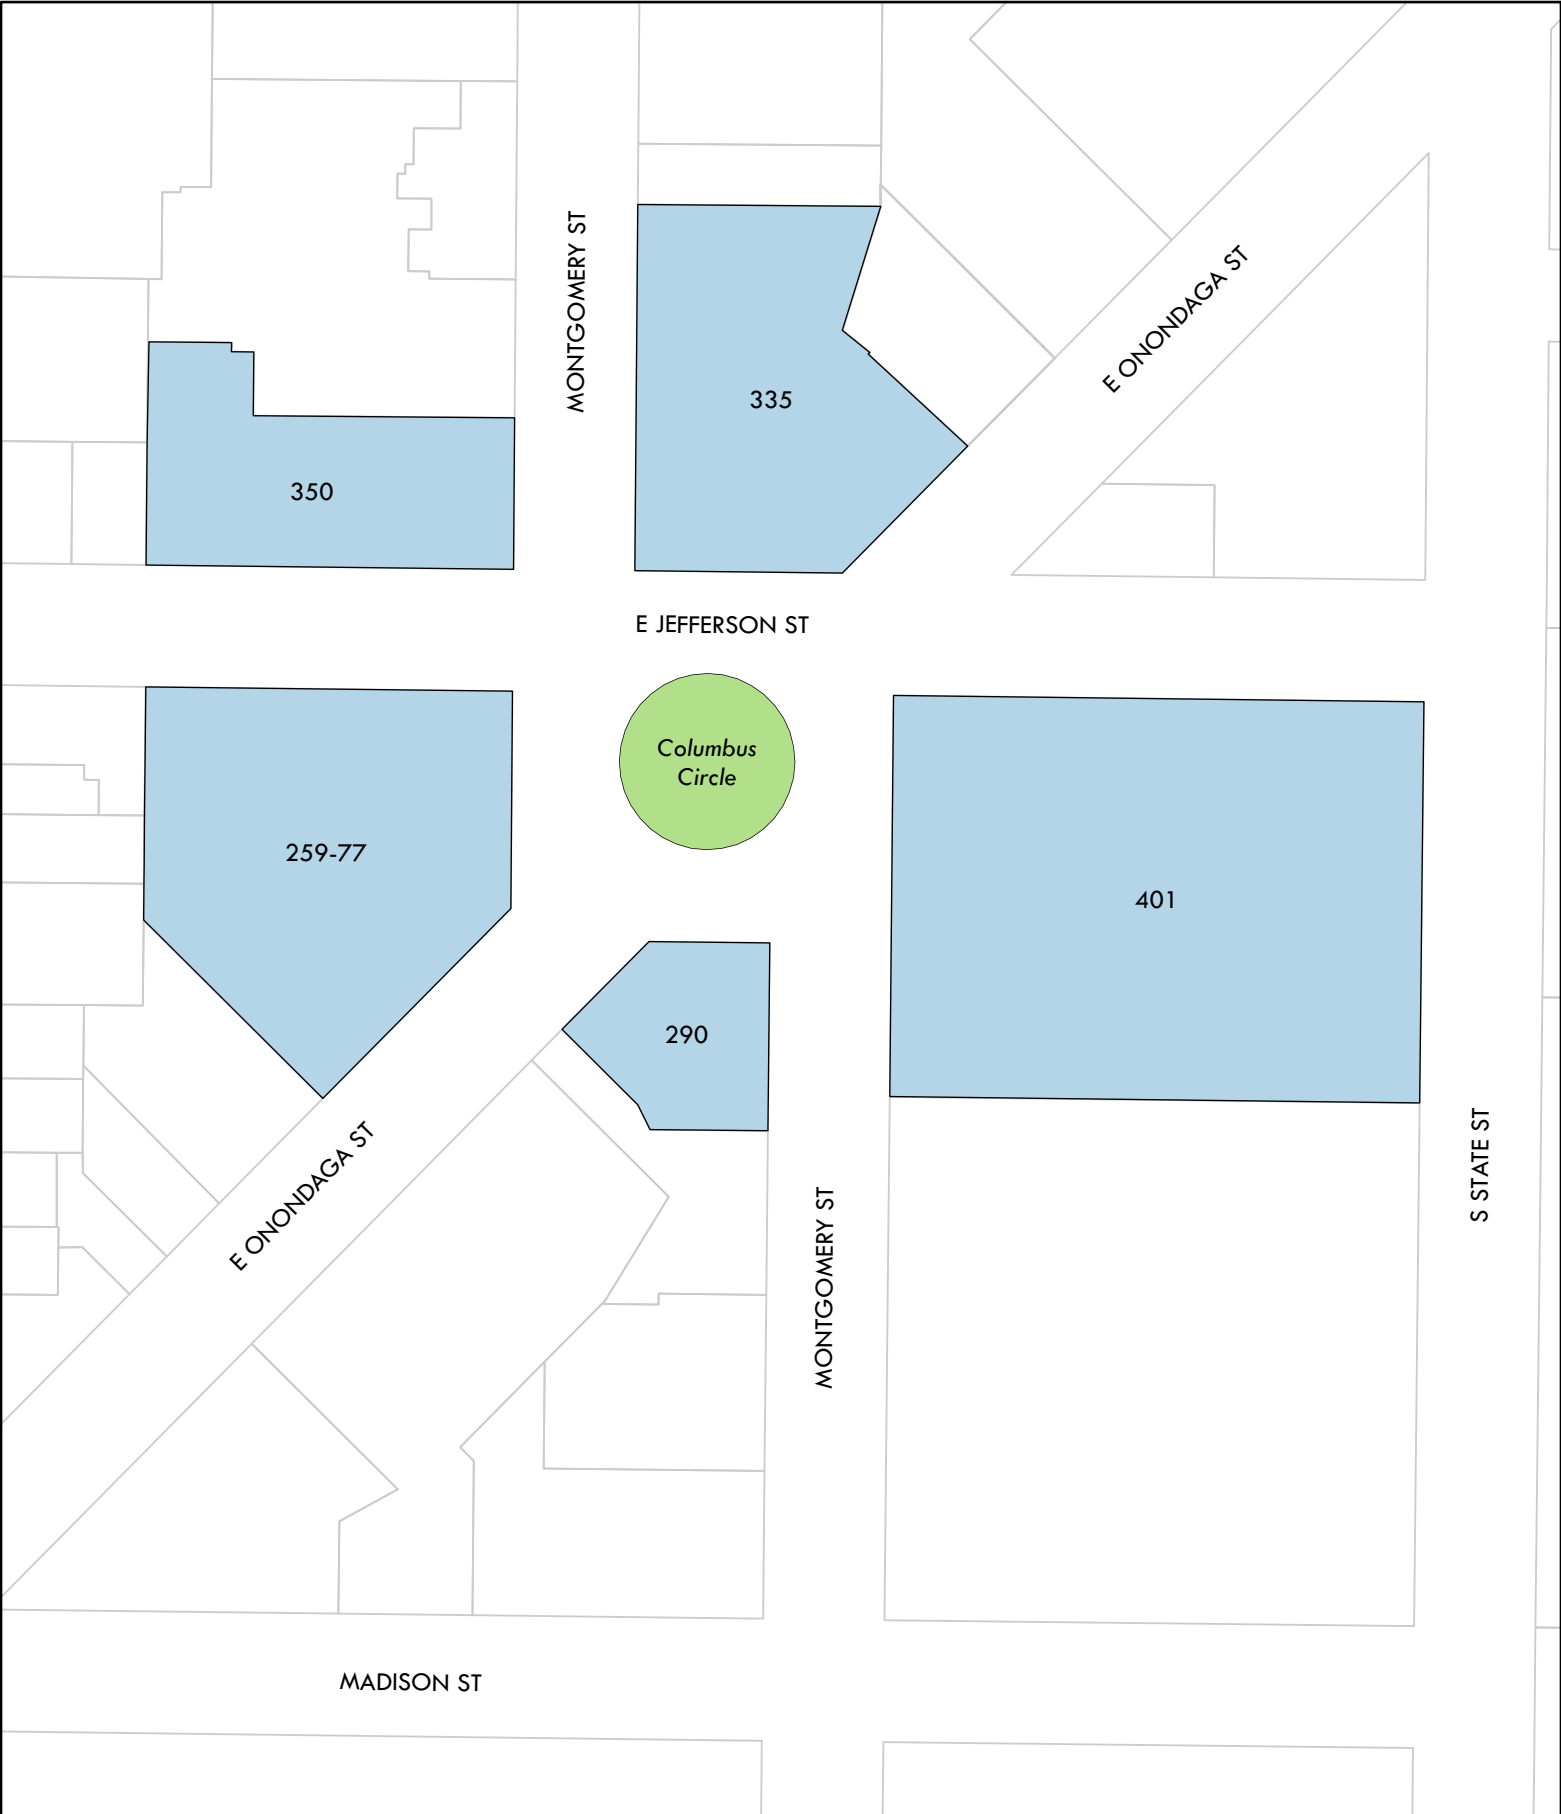 MONTGOMERY ST
E ONONDAGA ST
335
350
E JEFFERSON ST
Columbus
Circle
259-77
401
290
E ONONDAGA ST
S STATE ST
MONTGOMERY ST
MADISON ST